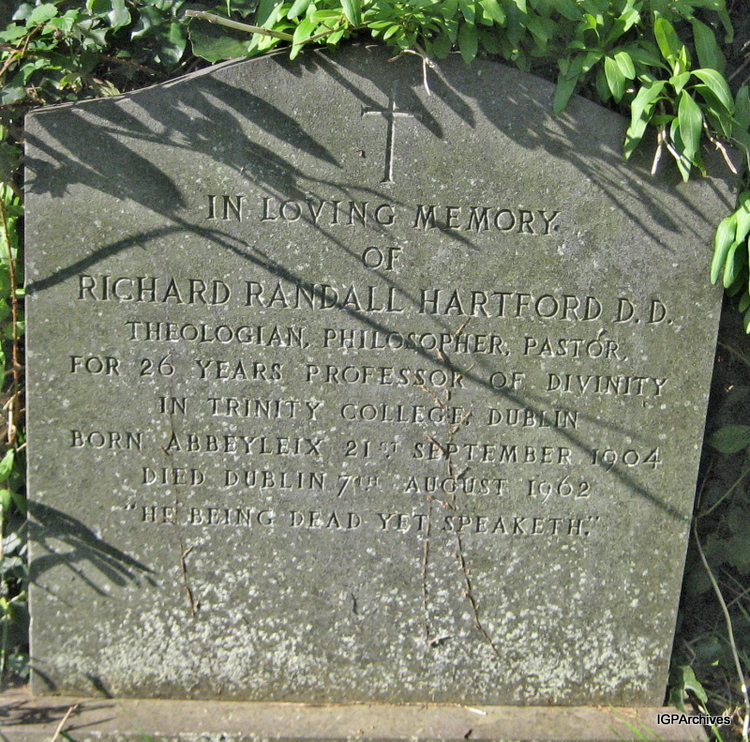 IN LOVING MEMORY
OF
RICHARD RANDALL HARTFORD D.D.
THEOLOGIAN, PHILOSOPHER, PASTOR,
FOR 26 YEARS PROFESSOR OF DIVINITY
IN TRINITY COLLEGE, DUBLIN
BORN ABBEYLEIX 21ST SEPTEMBER 1904
DIED DUBLIN 7TH AUGUST 1962
"HE BEING DEAD YET SPEAKETH."
IGPArchives